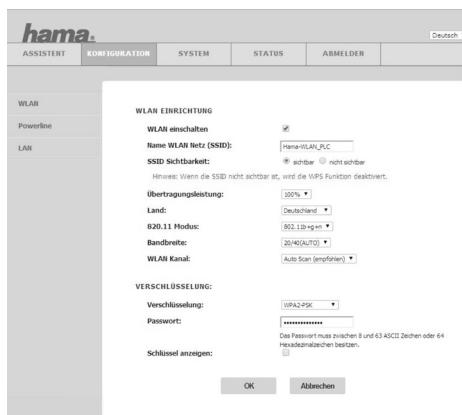 hama.
Deutsch
ASSISTENT KONFIGURATION SYSTEM STATUS ABMELDEN
WLAN
Powerline
LAN
WLAN EINRICHTUNG
WLAN einschalten
Name WLAN Netz (SSID): Hama-WLAN_PLC
SSID Sichtbarkeit: sichtbar nicht sichtbar
Hinweis: Wenn die SSID nicht sichtbar ist, wird die WPS Funktion deaktiviert.
Übertragungsleistung: 100%
Land: Deutschland
820.11 Modus: 802.11b+g+n
Bandbreite: 20/40(AUTO)
WLAN Kanal: Auto Scan (empfohlen)
VERSCHLÜSSELUNG:
Verschlüsselung: WPA2-PSK
Passwort: ••••••••••••••
Das Passwort muss zwischen 8 und 63 ASCII Zeichen oder 64
Hexadezimalzeichen besitzen.
Schlüssel anzeigen:
OK Abbrechen